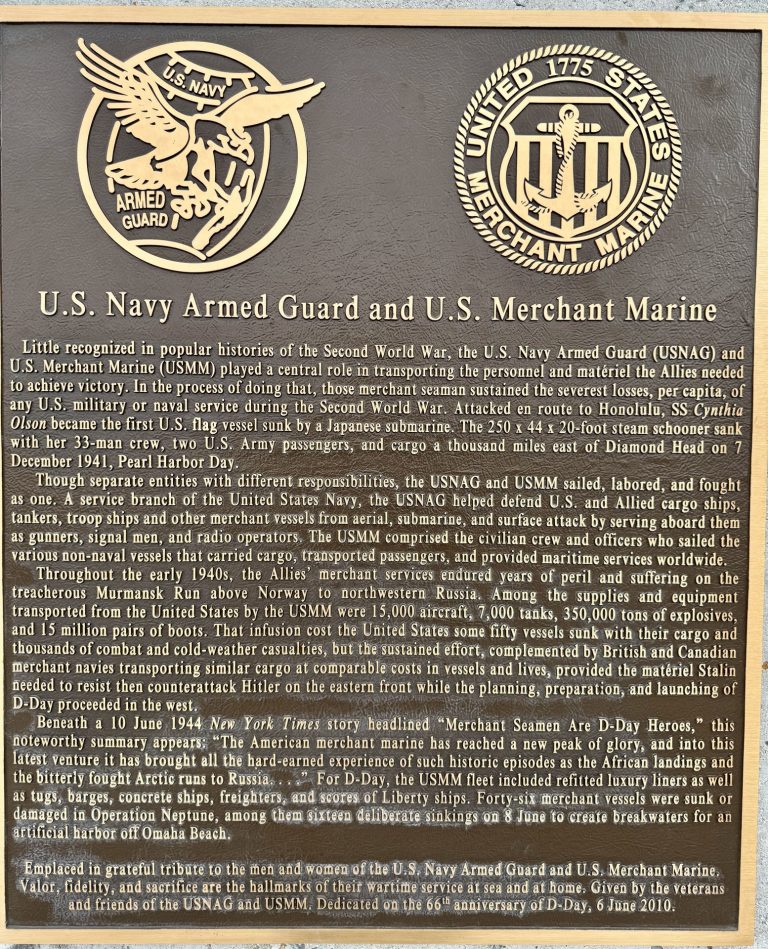 U.S. NAVY
ARMED
GUARD
UNITED 1775 STATES
MERCHANT MARINE
U.S. Navy Armed Guard and U.S. Merchant Marine
Little recognized in popular histories of the Second World War, the U.S. Navy Armed Guard (USNAG) and
U.S. Merchant Marine (USMM) played a central role in transporting the personnel and matériel the Allies needed
to achieve victory. In the process of doing that, those merchant seaman sustained the severest losses, per capita, of
any U.S. military or naval service during the Second World War. Attacked en route to Honolulu, SS Cynthia
Olson became the first U.S. flag vessel sunk by a Japanese submarine. The 250 x 44 x 20-foot steam schooner sank
with her 33-man crew, two U.S. Army passengers, and cargo a thousand miles east of Diamond Head on 7
December 1941, Pearl Harbor Day.
Though separate entities with different responsibilities, the USNAG and USMM sailed, labored, and fought
as one. A service branch of the United States Navy, the USNAG helped defend U.S. and Allied cargo ships,
tankers, troop ships and other merchant vessels from aerial, submarine, and surface attack by serving aboard them
as gunners, signal men, and radio operators. The USMM comprised the civilian crew and officers who sailed the
various non-naval vessels that carried cargo, transported passengers, and provided maritime services worldwide.
Throughout the early 1940s, the Allies' merchant services endured years of peril and suffering on the
treacherous Murmansk Run above Norway to northwestern Russia. Among the supplies and equipment
transported from the United States by the USMM were 15,000 aircraft, 7,000 tanks, 350,000 tons of explosives,
and 15 million pairs of boots. That infusion cost the United States some fifty vessels sunk with their cargo and
thousands of combat and cold-weather casualties, but the sustained effort, complemented by British and Canadian
merchant navies transporting similar cargo at comparable costs in vessels and lives, provided the matériel Stalin
needed to resist then counterattack Hitler on the eastern front while the planning, preparation, and launching of
D-Day proceeded in the west.
Beneath a 10 June 1944 New York Times story headlined "Merchant Seamen Are D-Day Heroes," this
noteworthy summary appears: "The American merchant marine has reached a new peak of glory, and into this
latest venture it has brought all the hard-earned experience of such historic episodes as the African landings and
the bitterly fought Arctic runs to Russia. . . ." For D-Day, the USMM fleet included refitted luxury liners as well
as tugs, barges, concrete ships, freighters, and scores of Liberty ships. Forty-six merchant vessels were sunk or
damaged in Operation Neptune, among them sixteen deliberate sinkings on 8 June to create breakwaters for an
artificial harbor off Omaha Beach.
Emplaced in grateful tribute to the men and women of the U.S. Navy Armed Guard and U.S. Merchant Marine.
Valor, fidelity, and sacrifice are the hallmarks of their wartime service at sea and at home. Given by the veterans
and friends of the USNAG and USMM. Dedicated on the 66th anniversary of D-Day, 6 June 2010.